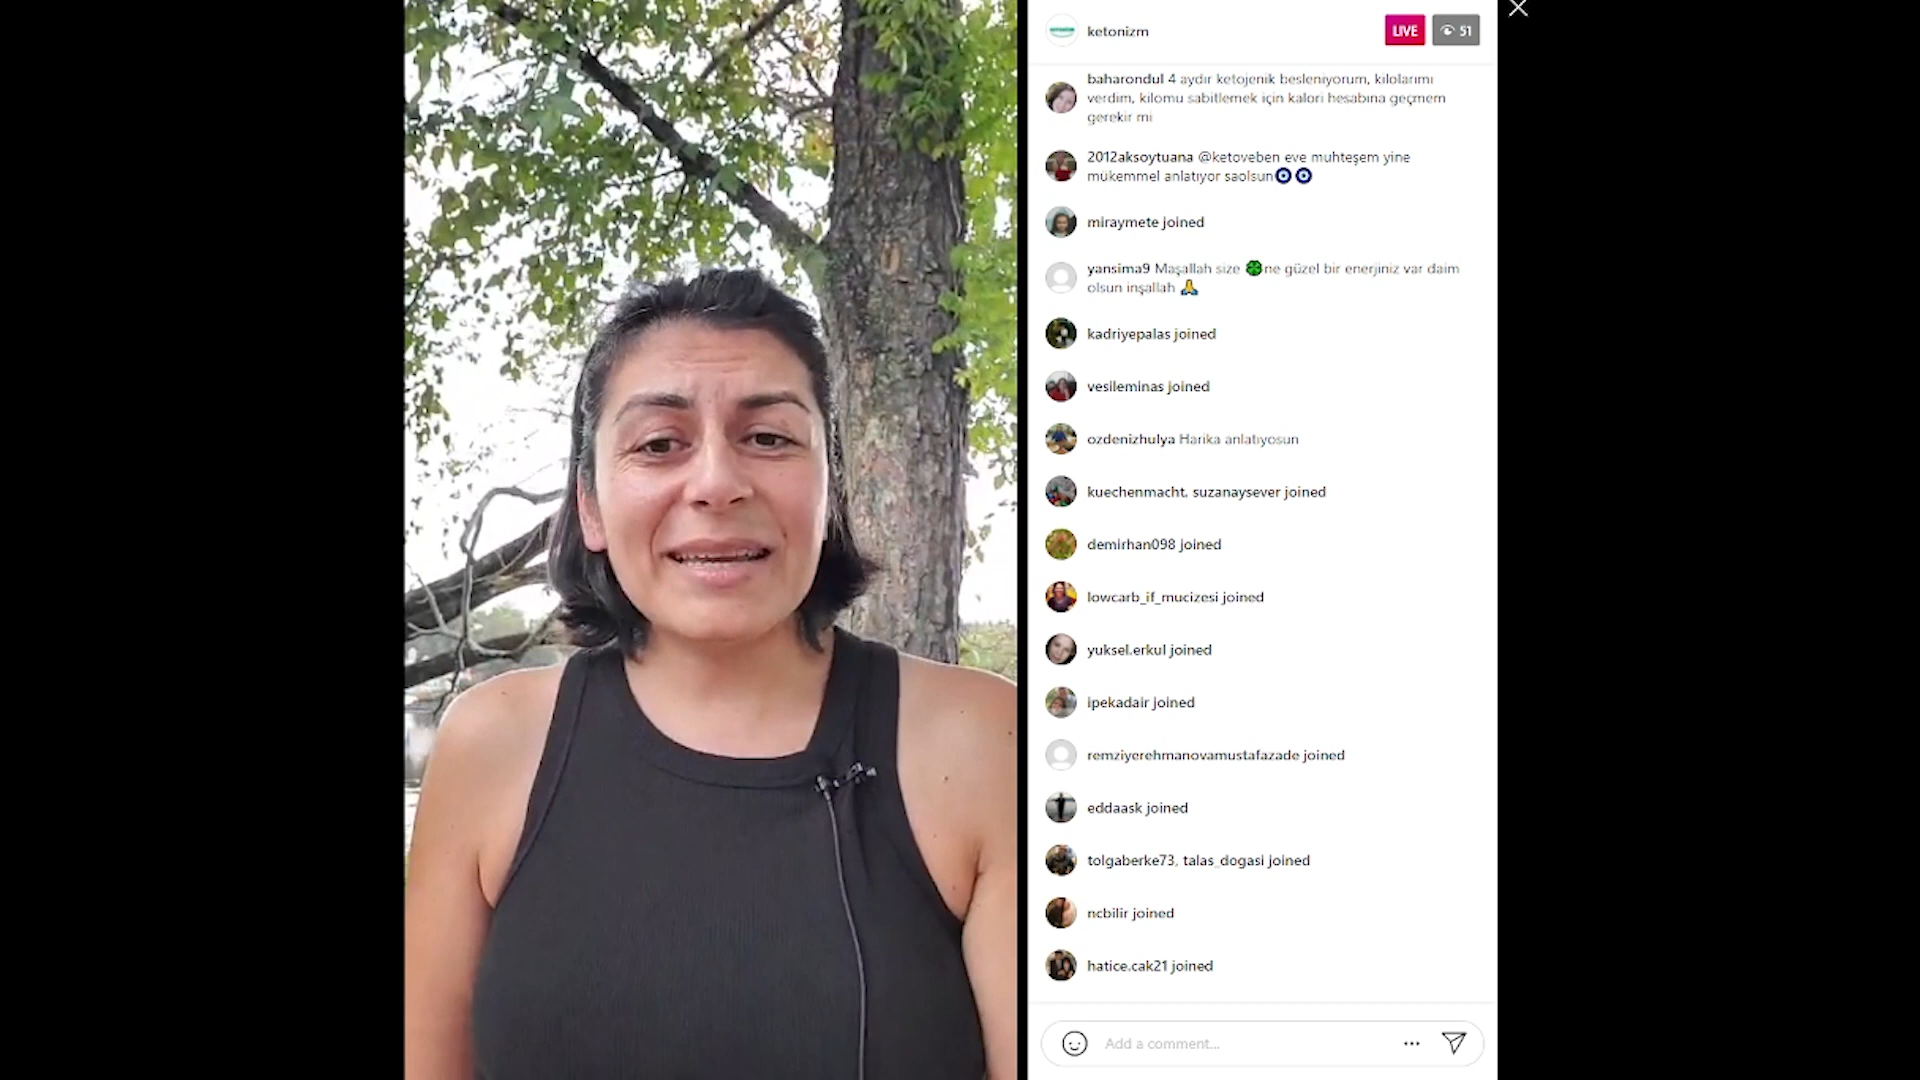 ketonizm
LIVE
51
baharondul 4 aydır ketojenik besleniyorum, kilolarımı
verdim, kilomu sabitlemek için kalori hesabına geçmem
gerekir mi
2012aksoytuana @ketoveben eve muhteşem yine
mükemmel anlatıyor saolsun🧿🧿
miraymete joined
yansima9 Maşallah size 🍀ne güzel bir enerjiniz var daim
olsun inşallah 🙏
kadriyepalas joined
vesileminas joined
ozdenizhulya Harika anlatıyosun
kuechenmacht. suzanaysever joined
demirhan098 joined
lowcarb_if_mucizesi joined
yuksel.erkul joined
ipekadair joined
remziyerehmanovamustafazade joined
eddaask joined
tolgaberke73, talas_dogasi joined
ncbilir joined
hatice.cak21 joined
Add a comment...